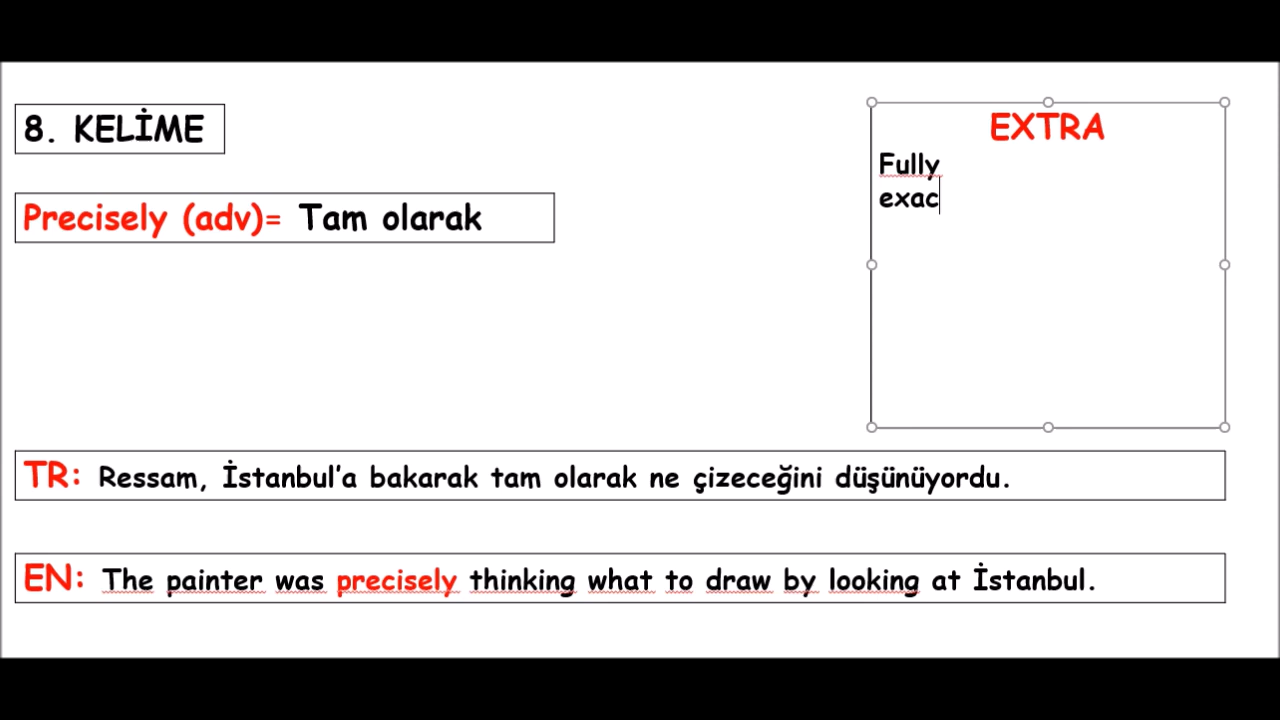 8. KELİME
EXTRA
Fully
exac
Precisely (adv)= Tam olarak
TR: Ressam, İstanbul’a bakarak tam olarak ne çizeceğini düşünüyordu.
EN: The painter was precisely thinking what to draw by looking at İstanbul.